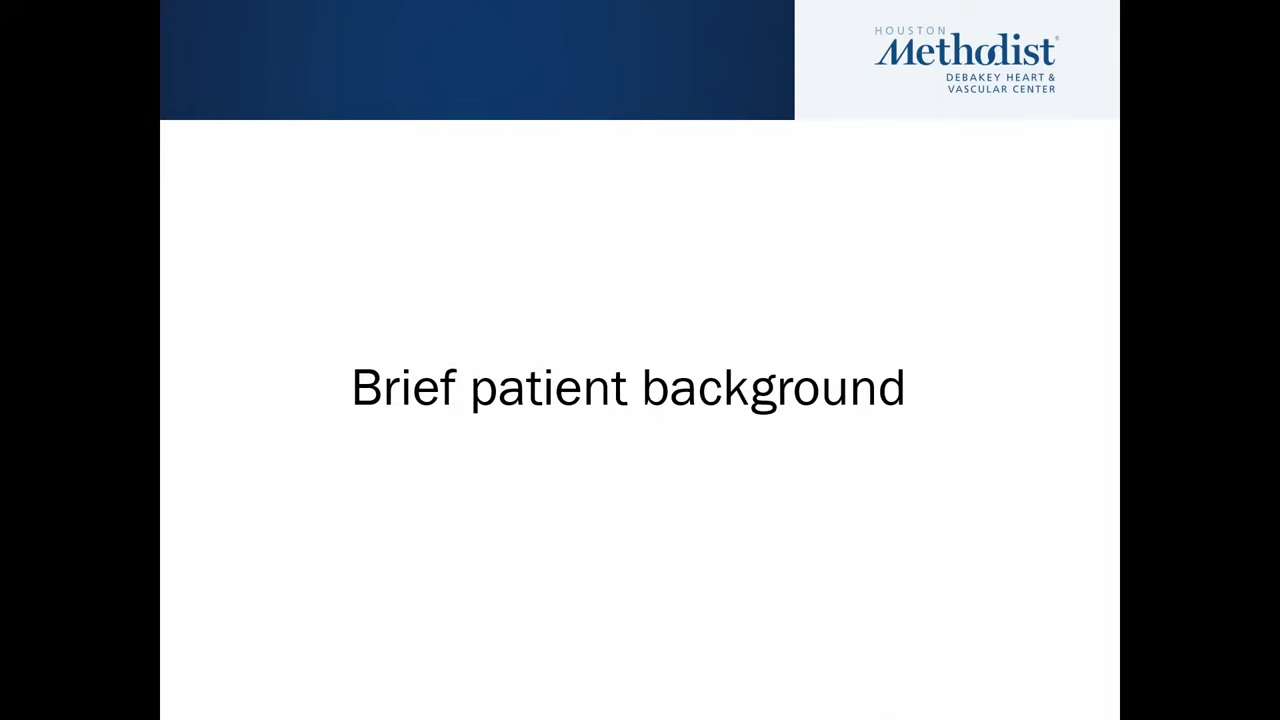 HOUSTON
Methodist®
DEBAKEY HEART &
VASCULAR CENTER
Brief patient background